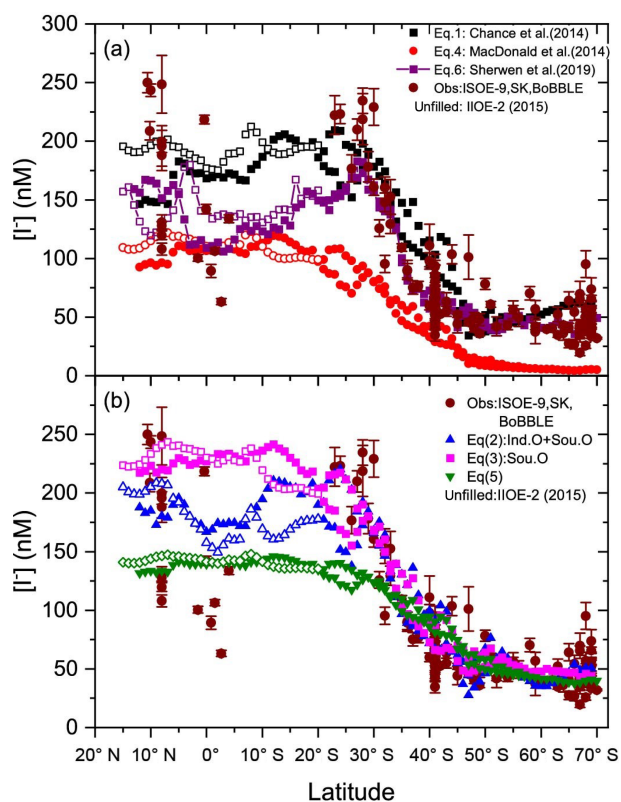 300
(a)
Eq.1: Chance et al.(2014)
Eq.4: MacDonald et al.(2014)
250
Eq.6: Sherwen et al.(2019)
Obs:ISOE-9,SK,BoBBLE
Unfilled: IIOE-2 (2015)
200
[I⁻] (nM)
150
100
50
0
300
(b)
Obs:ISOE-9,SK,
BoBBLE
250
Eq(2):Ind.O+Sou.O
Eq(3):Sou.O
Eq(5)
200
Unfilled:IIOE-2 (2015)
[I⁻] (nM)
150
100
50
0
20° N 10° N 0° 10° S 20° S 30° S 40° S 50° S 60° S 70° S
Latitude